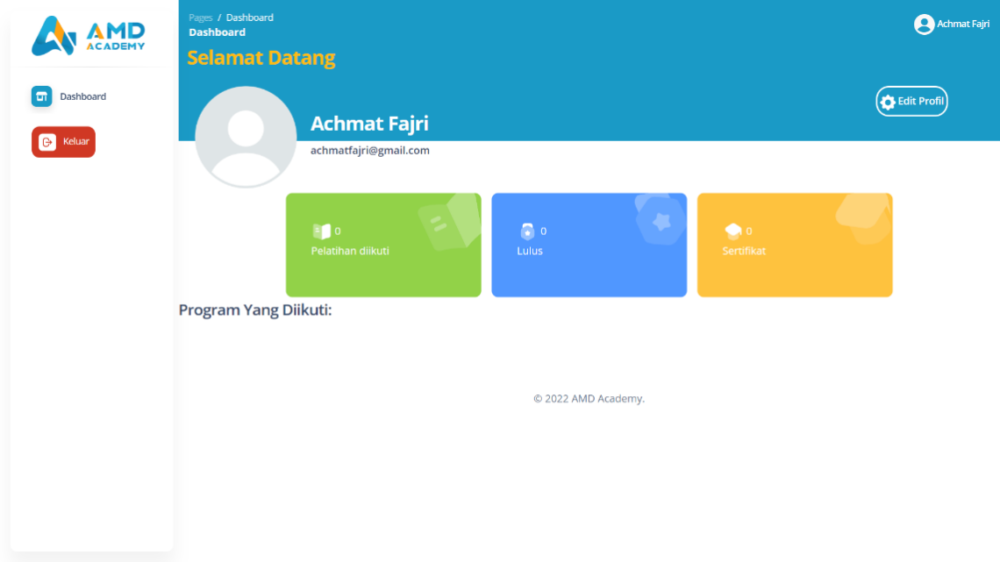 AMD
ACADEMY
Dashboard
Keluar
Pages / Dashboard
Dashboard
Achmat Fajri
Selamat Datang
Edit Profil
Achmat Fajri
achmatfajri@gmail.com
0
Pelatihan diikuti
0
Lulus
0
Sertifikat
Program Yang Diikuti:
© 2022 AMD Academy.